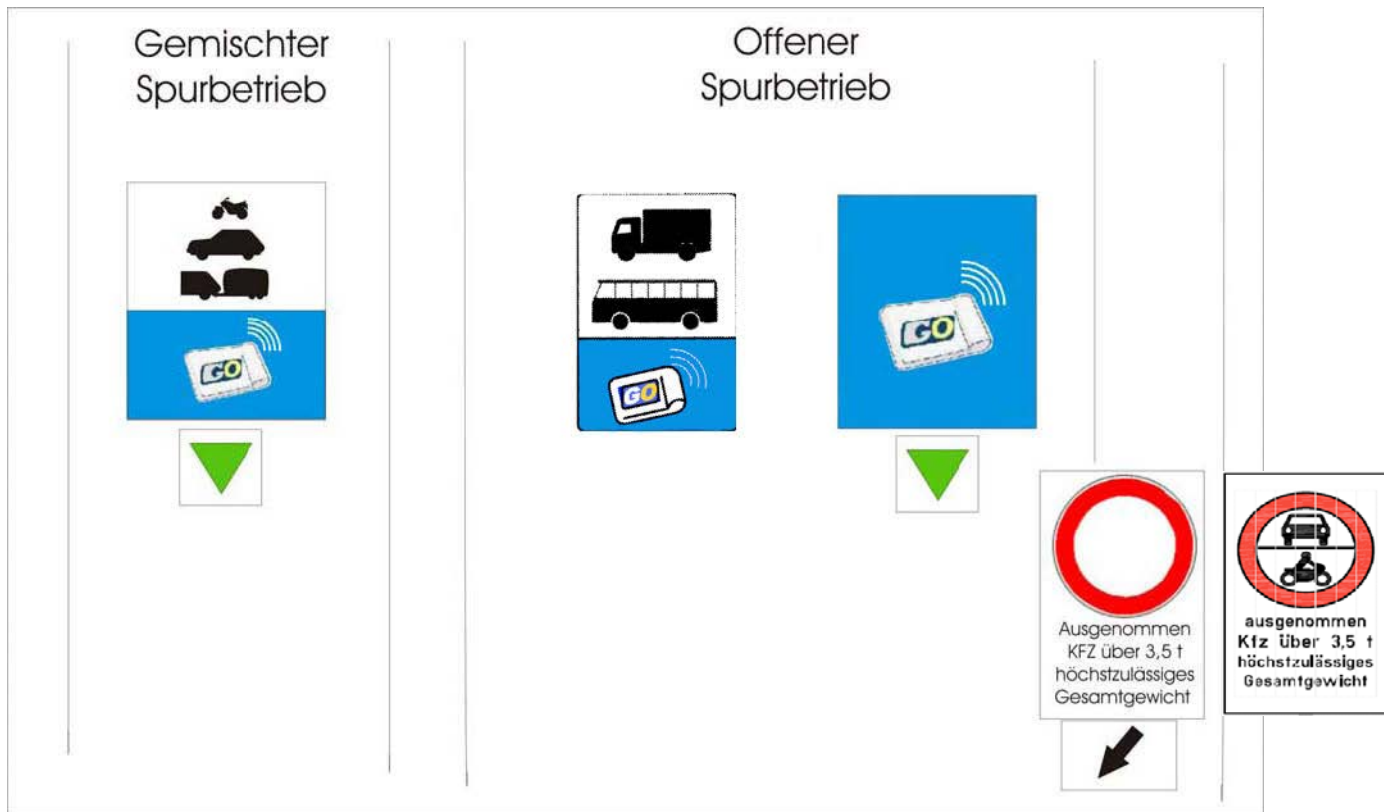 Gemischter
Spurbetrieb
Offener
Spurbetrieb
GO
GO
GO
Ausgenommen
KFZ über 3,5 t
höchstzulässiges
Gesamtgewicht
ausgenommen
Kfz über 3,5 t
höchstzulässiges
Gesamtgewicht